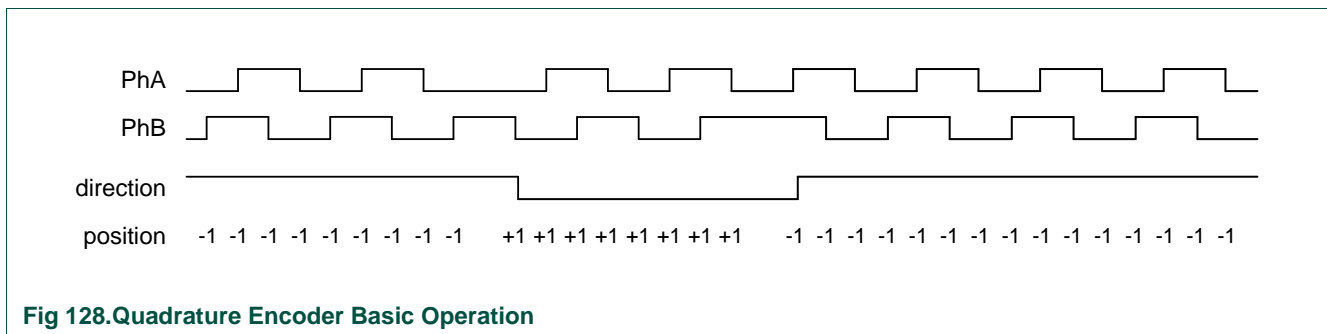 PhA
PhB
direction
position -1 -1 -1 -1 -1 -1 -1 -1 -1 +1 +1 +1 +1 +1 +1 +1 +1 -1 -1 -1 -1 -1 -1 -1 -1 -1 -1 -1 -1 -1 -1 -1
Fig 128.Quadrature Encoder Basic Operation